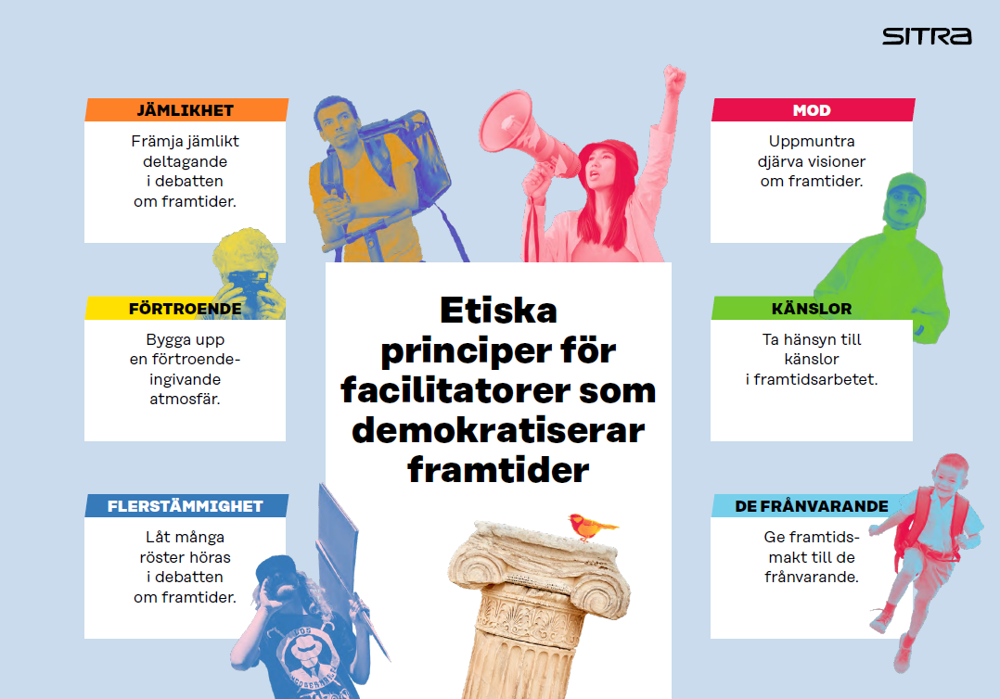 SITRA
JÄMLIKHET
Främja jämlikt
deltagande
i debatten
om framtider.
MOD
Uppmuntra
djärva visioner
om framtider.
FÖRTROENDE
Bygga upp
en förtroende-
ingivande
atmosfär.
Etiska
principer för
facilitatorer som
demokratiserar
framtider
KÄNSLOR
Ta hänsyn till
känslor
i framtidsarbetet.
FLERSTÄMMIGHET
Låt många
röster höras
i debatten
om framtider.
DE FRÅNVARANDE
Ge framtids-
makt till de
frånvarande.
LOS